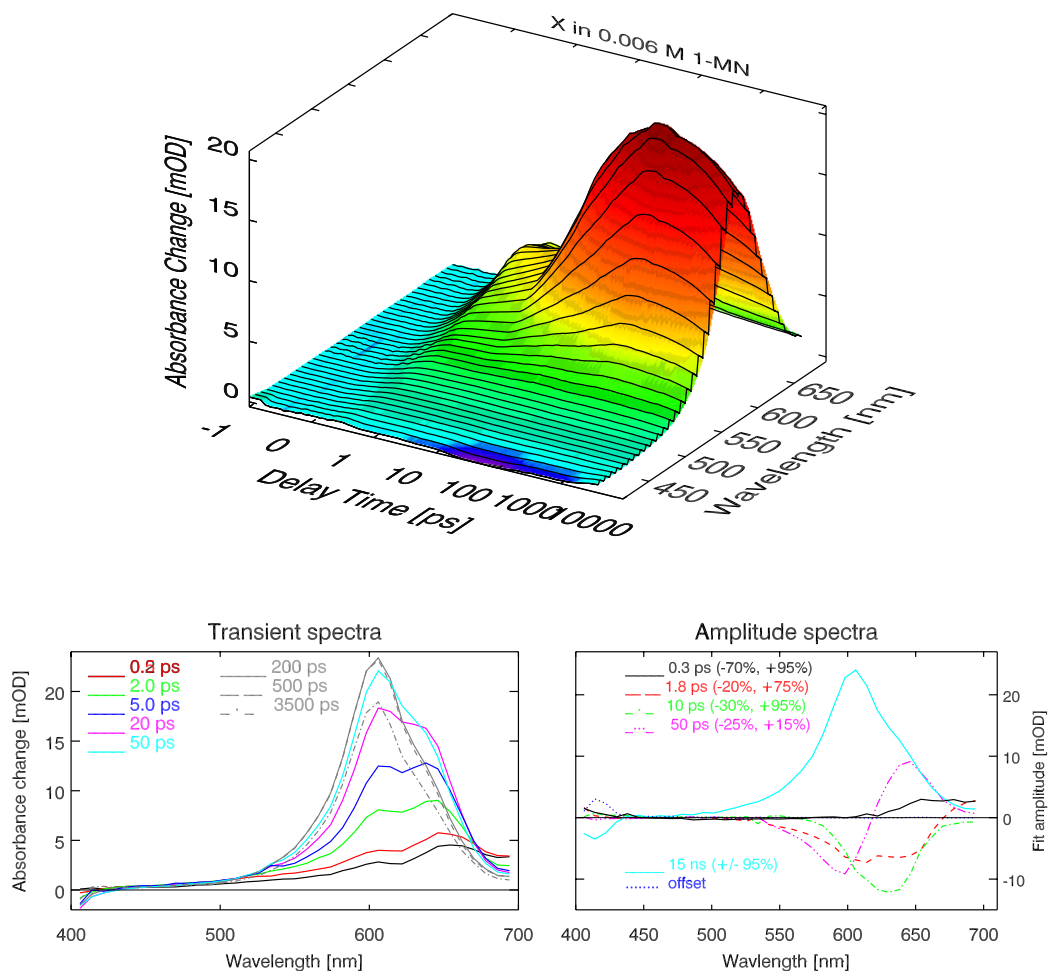 X in 0.006 M 1-MN
Absorbance Change [mOD]
20
15
10
5
0
-1
0
1
10
100
1000
10000
Delay Time [ps]
450
500
550
600
650
Wavelength [nm]
Transient spectra
Absorbance change [mOD]
20
15
10
5
0
ps
2.0 ps
5.0 ps
20 ps
50 ps
200 ps
500 ps
3500 ps
400
500
600
700
Wavelength [nm]
Amplitude spectra
0.3 ps (-70%, +95%)
1.8 ps (-20%, +75%)
10 ps (-30%, +95%)
50 ps (-25%, +15%)
15 ns (+/- 95%)
offset
20
10
0
-10
Fit amplitude [mOD]
400
450
500
550
600
650
700
Wavelength [nm]